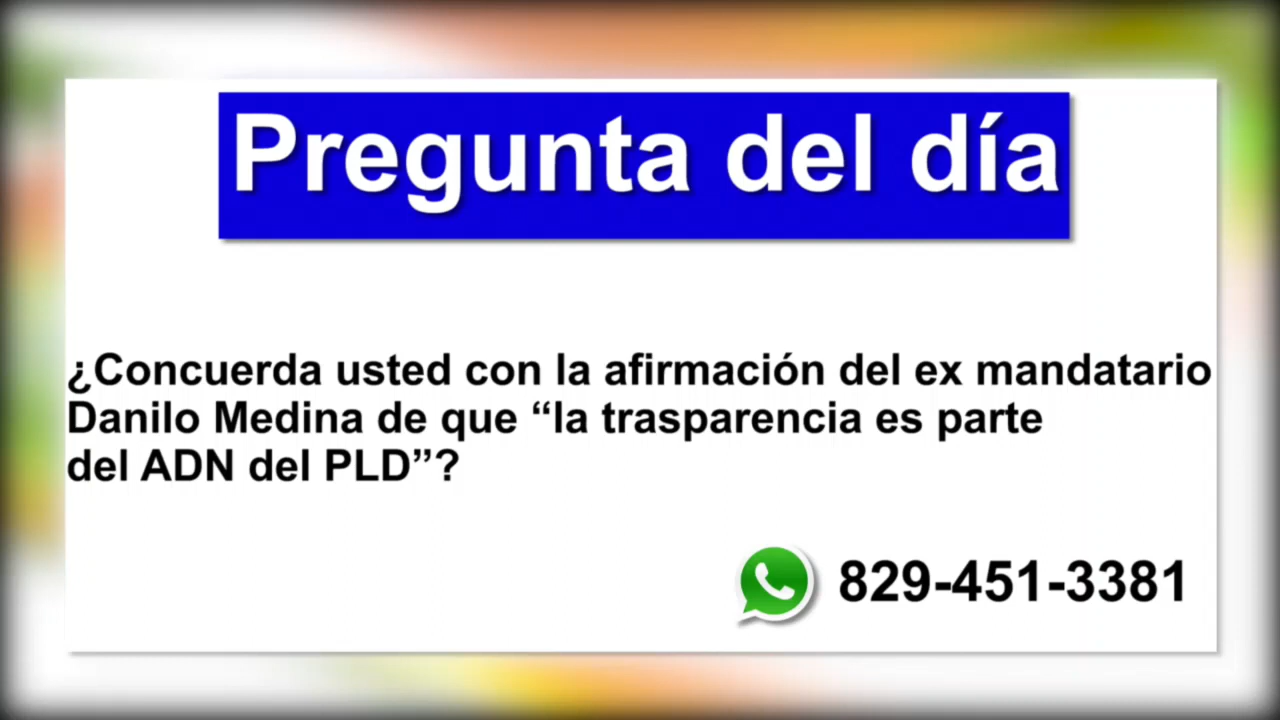 Pregunta del día
¿Concuerda usted con la afirmación del ex mandatario
Danilo Medina de que “la trasparencia es parte
del ADN del PLD”?
829-451-3381